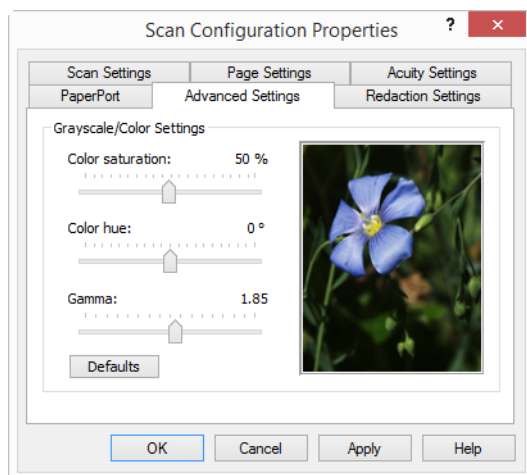 Scan Configuration Properties ? ×
Scan Settings Page Settings Acuity Settings
PaperPort Advanced Settings Redaction Settings
Grayscale/Color Settings
Color saturation: 50 %
Color hue: 0 °
Gamma: 1.85
Defaults
OK Cancel Apply Help